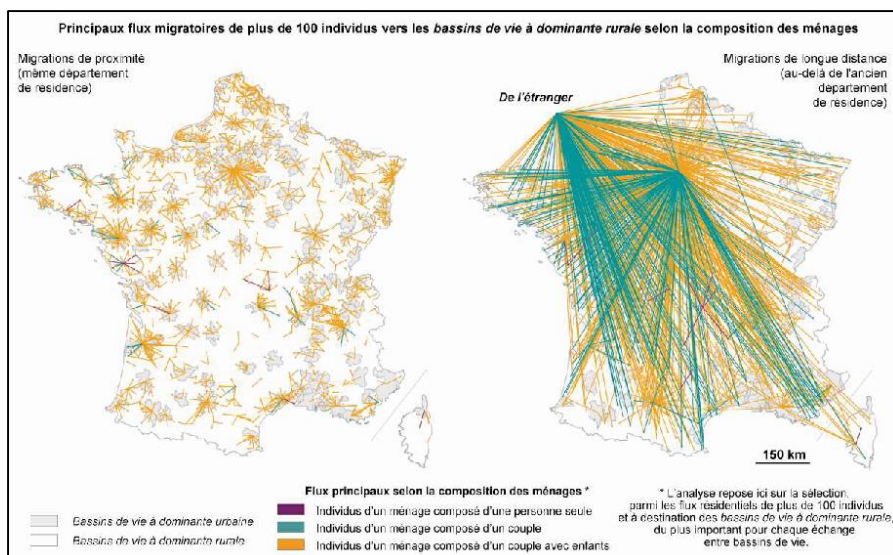 Principaux flux migratoires de plus de 100 individus vers les bassins de vie à dominante rurale selon la composition des ménages
Migrations de proximité
(même département
de résidence)
Migrations de longue distance
(au-delà de l'ancien
département
de résidence)
De l'étranger
150 km
Flux principaux selon la composition des ménages *
Bassins de vie à dominante urbaine
Bassins de vie à dominante rurale
Individus d'un ménage composé d'une personne seule
Individus d'un ménage composé d'un couple
Individus d'un ménage composé d'un couple avec enfants
* L'analyse repose ici sur la sélection,
parmi les flux résidentiels de plus de 100 individus
et à destination des bassins de vie à dominante rurale,
du plus important pour chaque échange
entre bassins de vie.